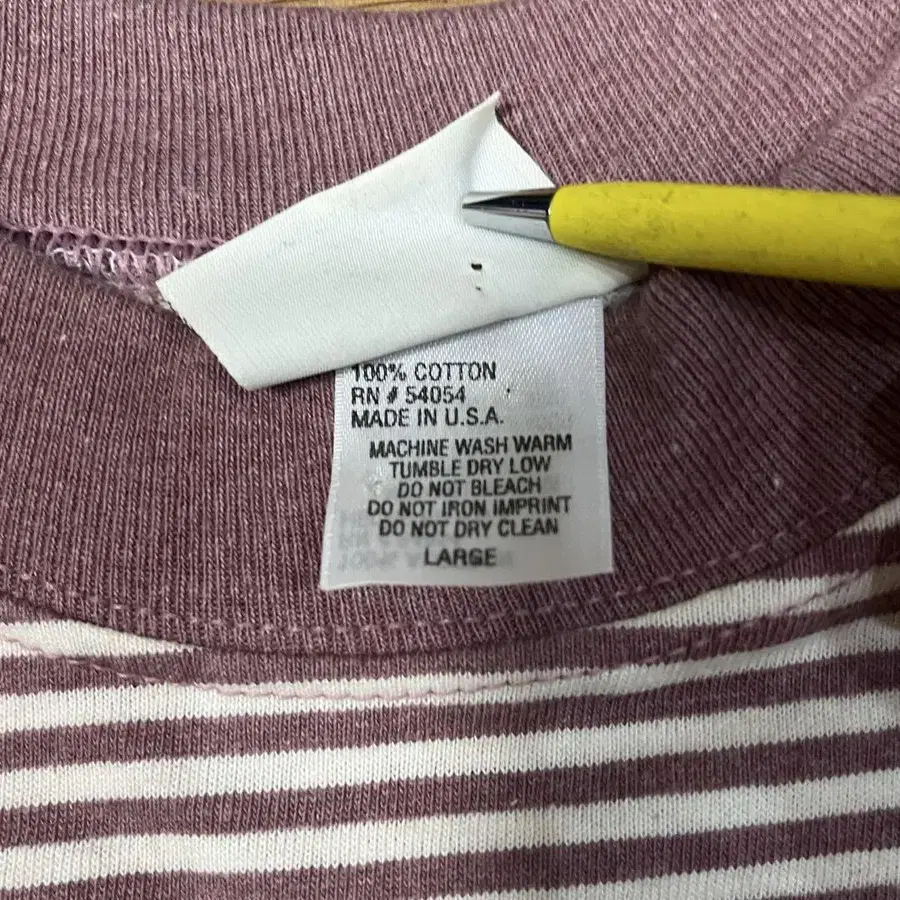 100% COTTON
RN # 54054
MADE IN U.S.A.
MACHINE WASH WARM
TUMBLE DRY LOW
DO NOT BLEACH
DO NOT IRON IMPRINT
DO NOT DRY CLEAN
LARGE